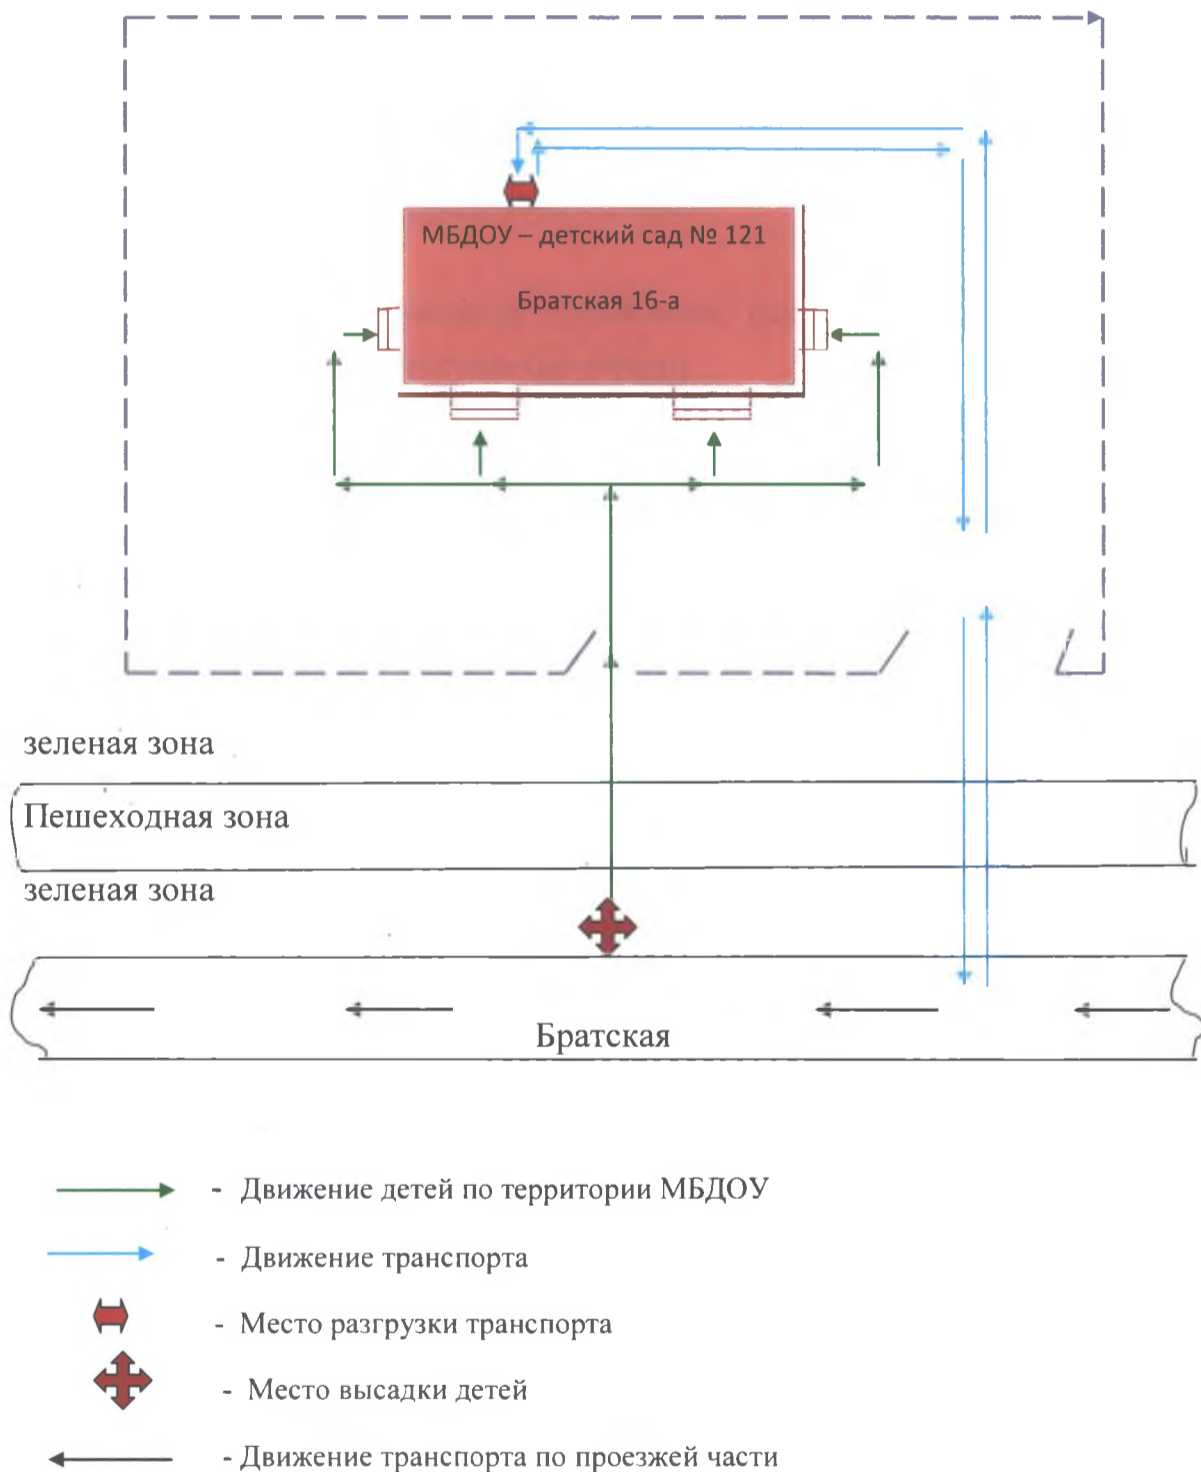 МБДОУ – детский сад № 121
Братская 16-а
зеленая зона
Пешеходная зона
зеленая зона
Братская
- Движение детей по территории МБДОУ
- Движение транспорта
- Место разгрузки транспорта
- Место высадки детей
- Движение транспорта по проезжей части